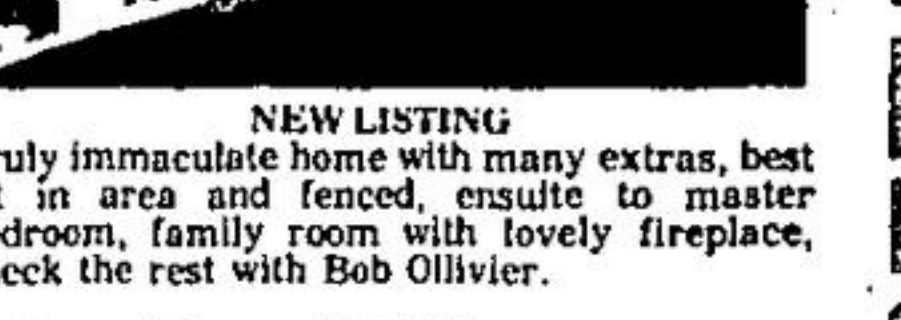 NEW LISTING
ruly immaculate home with many extras, best
t in area and fenced, ensuite to master
droom, family room with lovely fireplace,
eck the rest with Bob Ollivier.